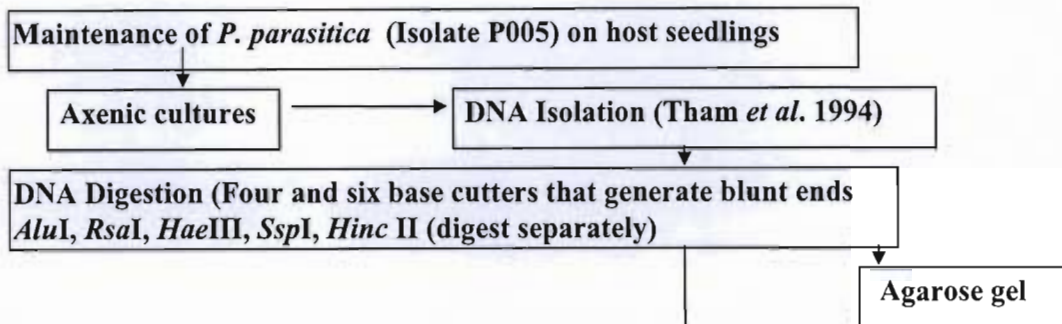 Maintenance of P. parasitica (Isolate P005) on host seedlings
Axenic cultures
DNA Isolation (Tham et al. 1994)
DNA Digestion (Four and six base cutters that generate blunt ends
AluI, RsaI, HaeIII, SspI, Hinc II (digest separately)
Agarose gel